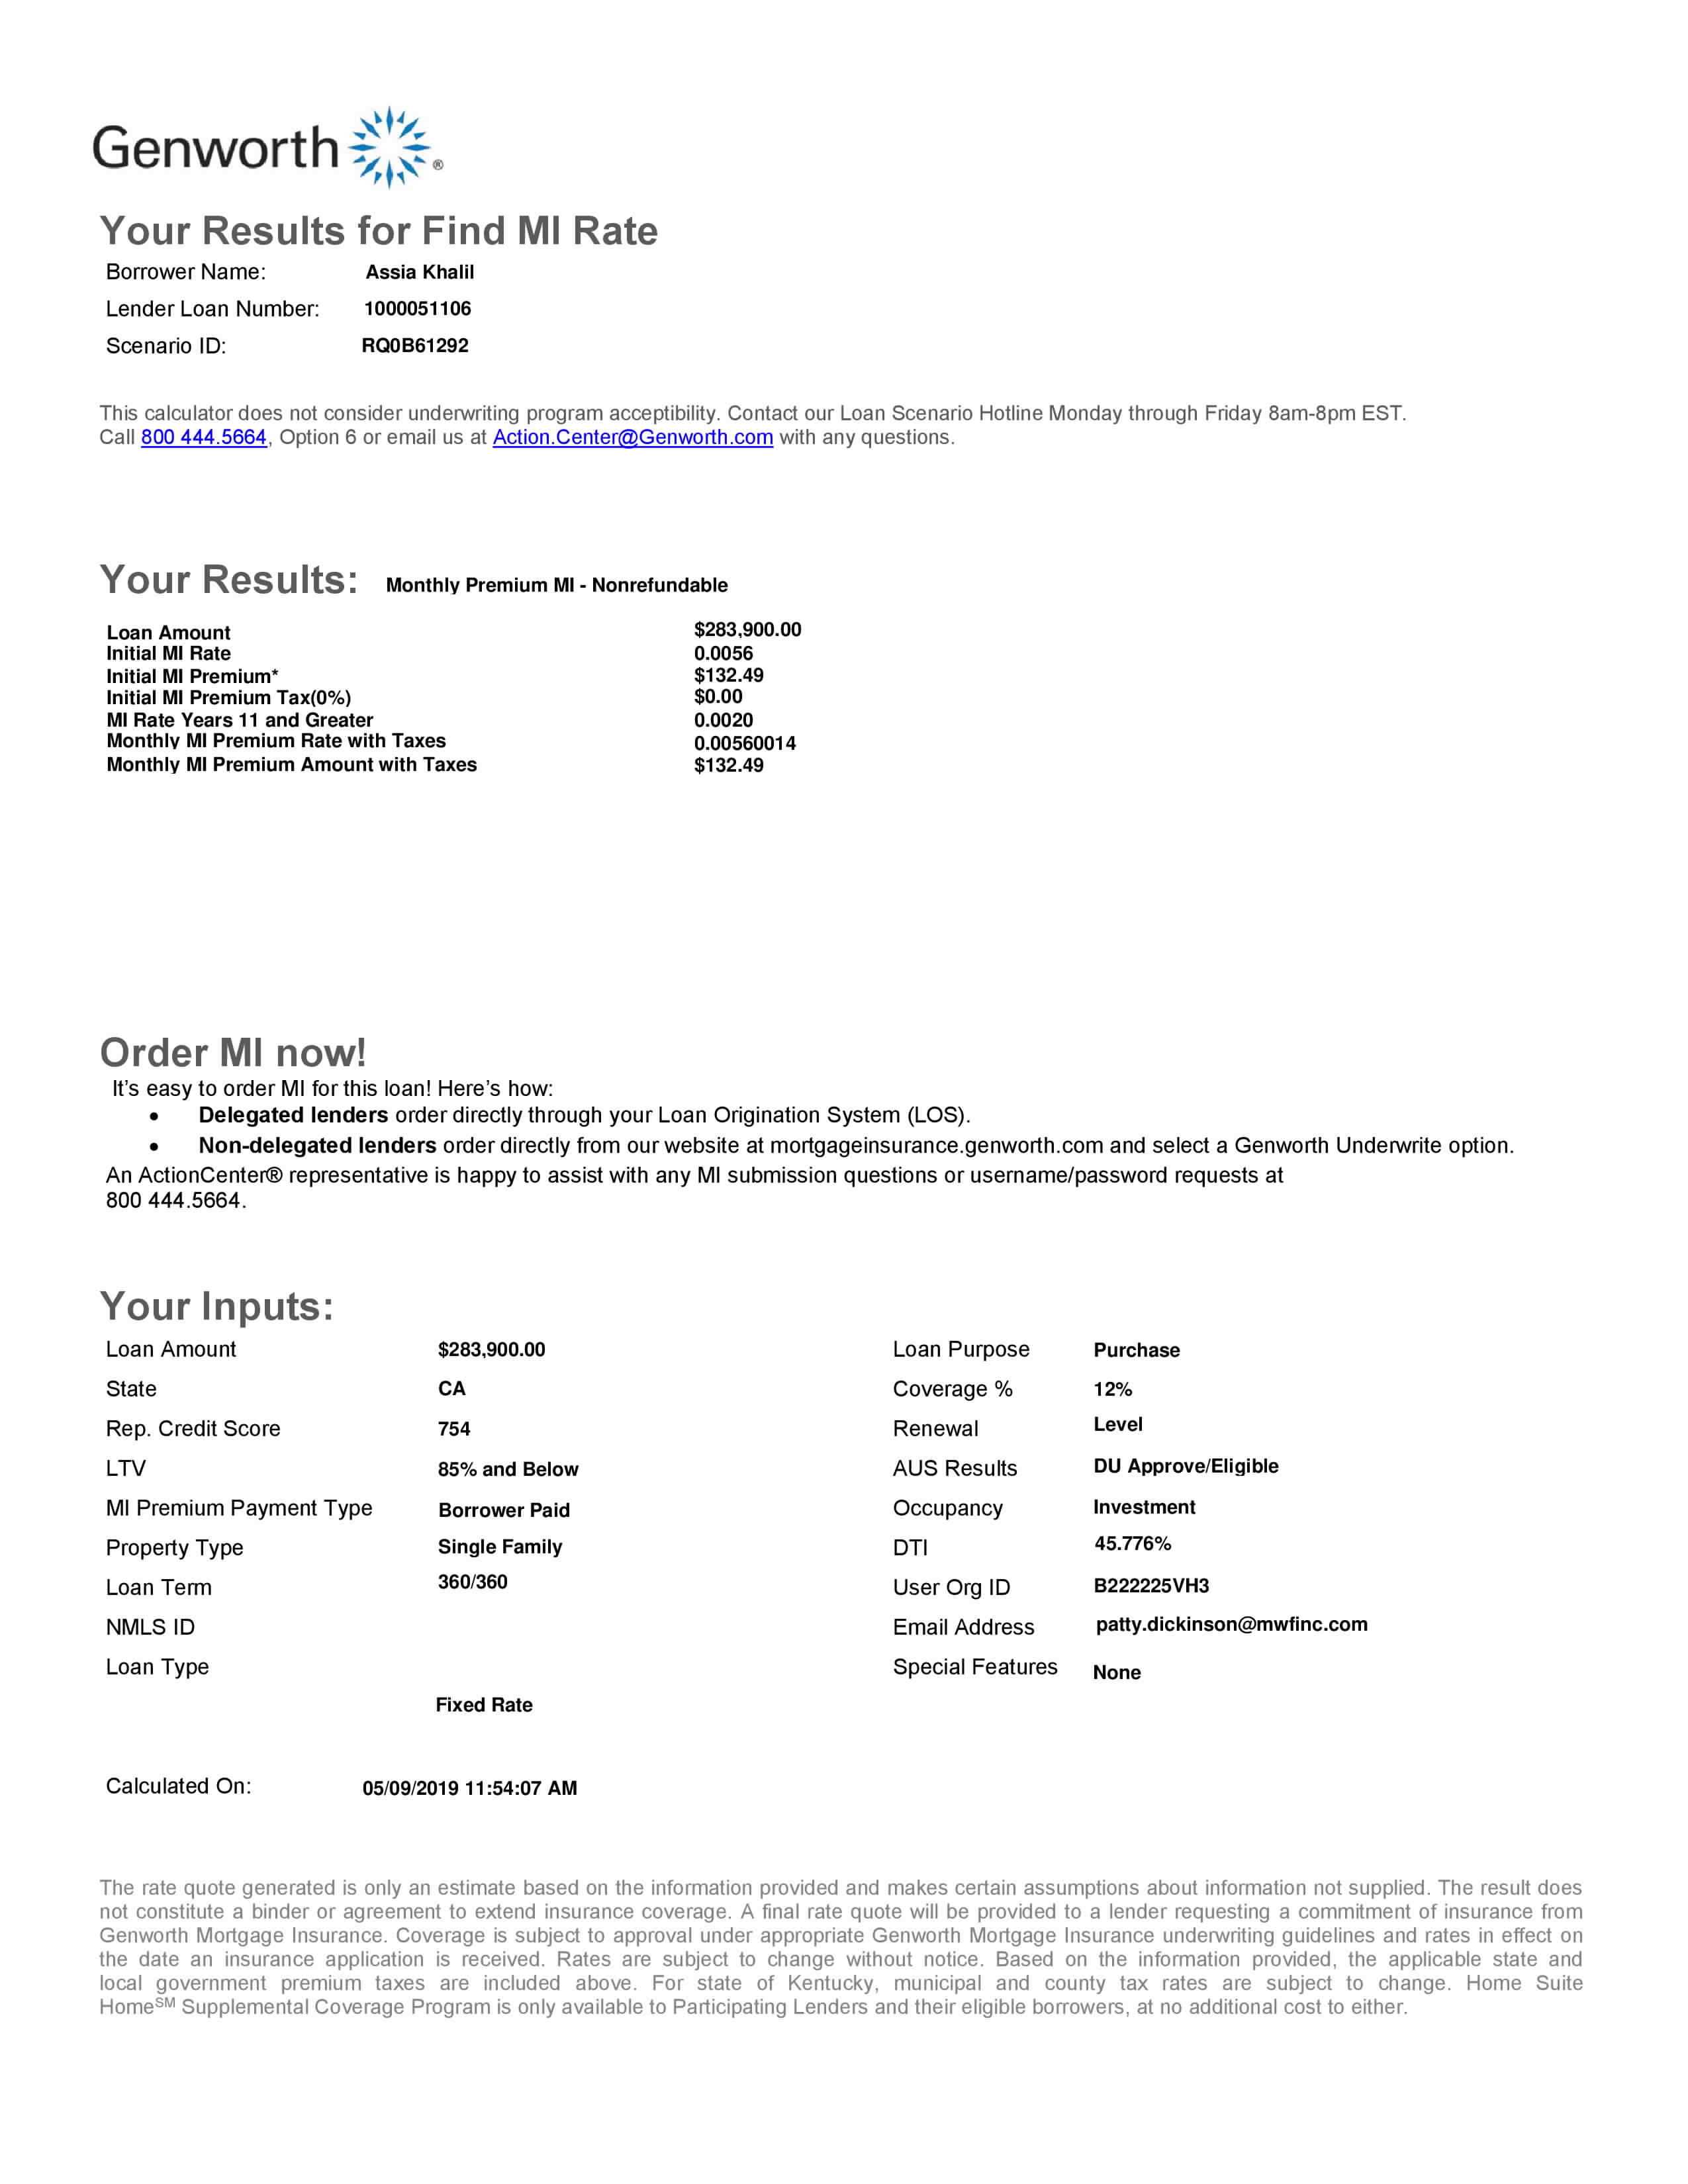 Genworth ®
Your Results for Find MI Rate
Borrower Name: Assia Khalil
Lender Loan Number: 1000051106
Scenario ID: RQ0B61292
This calculator does not consider underwriting program acceptibility. Contact our Loan Scenario Hotline Monday through Friday 8am-8pm EST.
Call 800 444.5664, Option 6 or email us at Action.Center@Genworth.com with any questions.
Your Results: Monthly Premium MI - Nonrefundable
Loan Amount $283,900.00
Initial MI Rate 0.0056
Initial MI Premium* $132.49
Initial MI Premium Tax(0%) $0.00
MI Rate Years 11 and Greater 0.0020
Monthly MI Premium Rate with Taxes 0.00560014
Monthly MI Premium Amount with Taxes $132.49
Order MI now!
It’s easy to order MI for this loan! Here’s how:
• Delegated lenders order directly through your Loan Origination System (LOS).
• Non-delegated lenders order directly from our website at mortgageinsurance.genworth.com and select a Genworth Underwrite option.
An ActionCenter® representative is happy to assist with any MI submission questions or username/password requests at
800 444.5664.
Your Inputs:
Loan Amount $283,900.00 Loan Purpose Purchase
State CA Coverage % 12%
Rep. Credit Score 754 Renewal Level
LTV 85% and Below AUS Results DU Approve/Eligible
MI Premium Payment Type Borrower Paid Occupancy Investment
Property Type Single Family DTI 45.776%
Loan Term 360/360 User Org ID B222225VH3
NMLS ID Email Address patty.dickinson@mwfinc.com
Loan Type Special Features None
Fixed Rate
Calculated On: 05/09/2019 11:54:07 AM
The rate quote generated is only an estimate based on the information provided and makes certain assumptions about information not supplied. The result does
not constitute a binder or agreement to extend insurance coverage. A final rate quote will be provided to a lender requesting a commitment of insurance from
Genworth Mortgage Insurance. Coverage is subject to approval under appropriate Genworth Mortgage Insurance underwriting guidelines and rates in effect on
the date an insurance application is received. Rates are subject to change without notice. Based on the information provided, the applicable state and
local government premium taxes are included above. For state of Kentucky, municipal and county tax rates are subject to change. Home Suite
Home℠ Supplemental Coverage Program is only available to Participating Lenders and their eligible borrowers, at no additional cost to either.